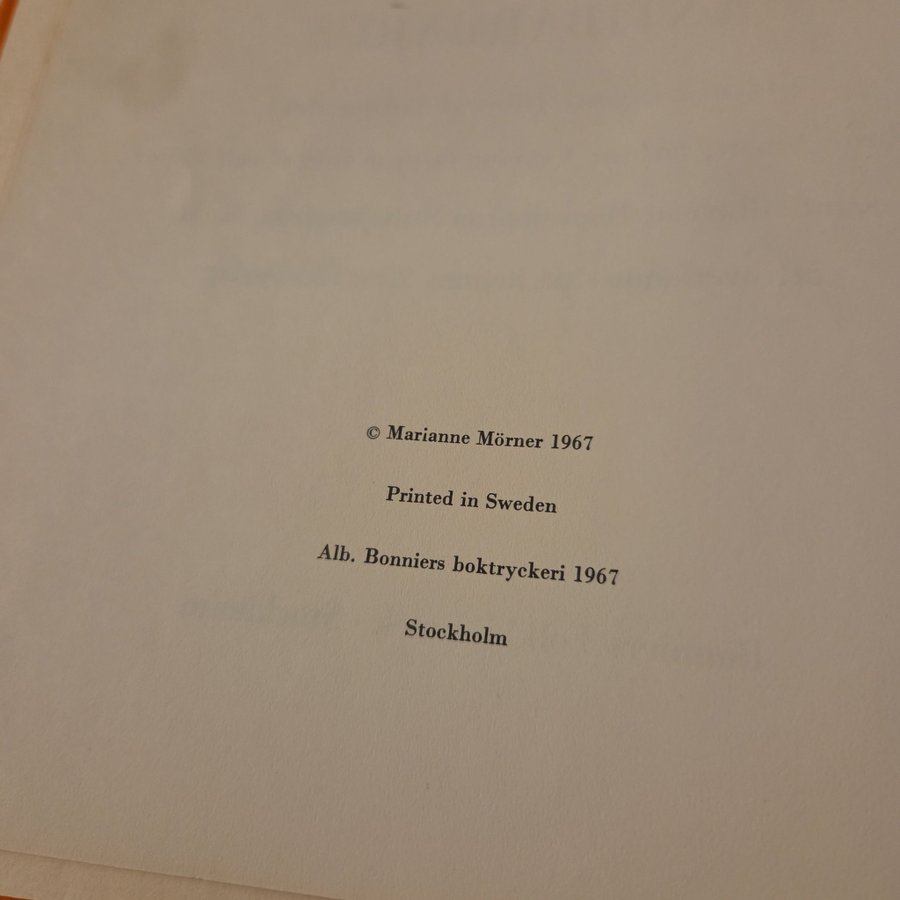 © Marianne Mörner 1967
Printed in Sweden
Alb. Bonniers boktryckeri 1967
Stockholm